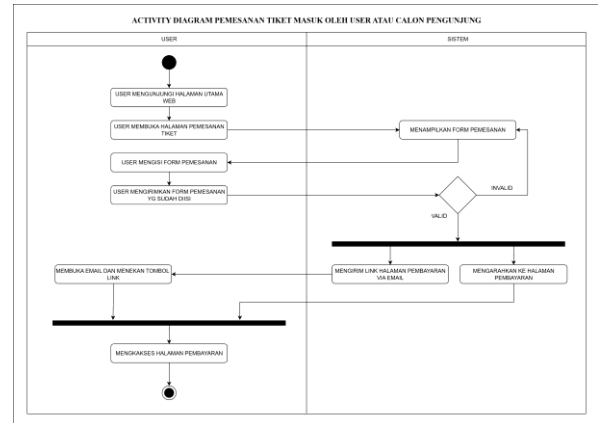 ACTIVITY DIAGRAM PEMESANAN TIKET MASUK OLEH USER ATAU CALON PENGUNJUNG
USER
SISTEM
USER MENGUNJUNGI HALAMAN UTAMA
WEB
USER MEMBUKA HALAMAN PEMESANAN
TIKET
MENAMPILKAN FORM PEMESANAN
USER MENGISI FORM PEMESANAN
USER MENGIRIMKAN FORM PEMESANAN
YG SUDAH DIISI
INVALID
VALID
MEMBUKA EMAIL DAN MENEKAN TOMBOL
LINK
MENGIRIM LINK HALAMAN PEMBAYARAN
VIA EMAIL
MENGARAHKAN KE HALAMAN
PEMBAYARAN
MENGKAKSES HALAMAN PEMBAYARAN